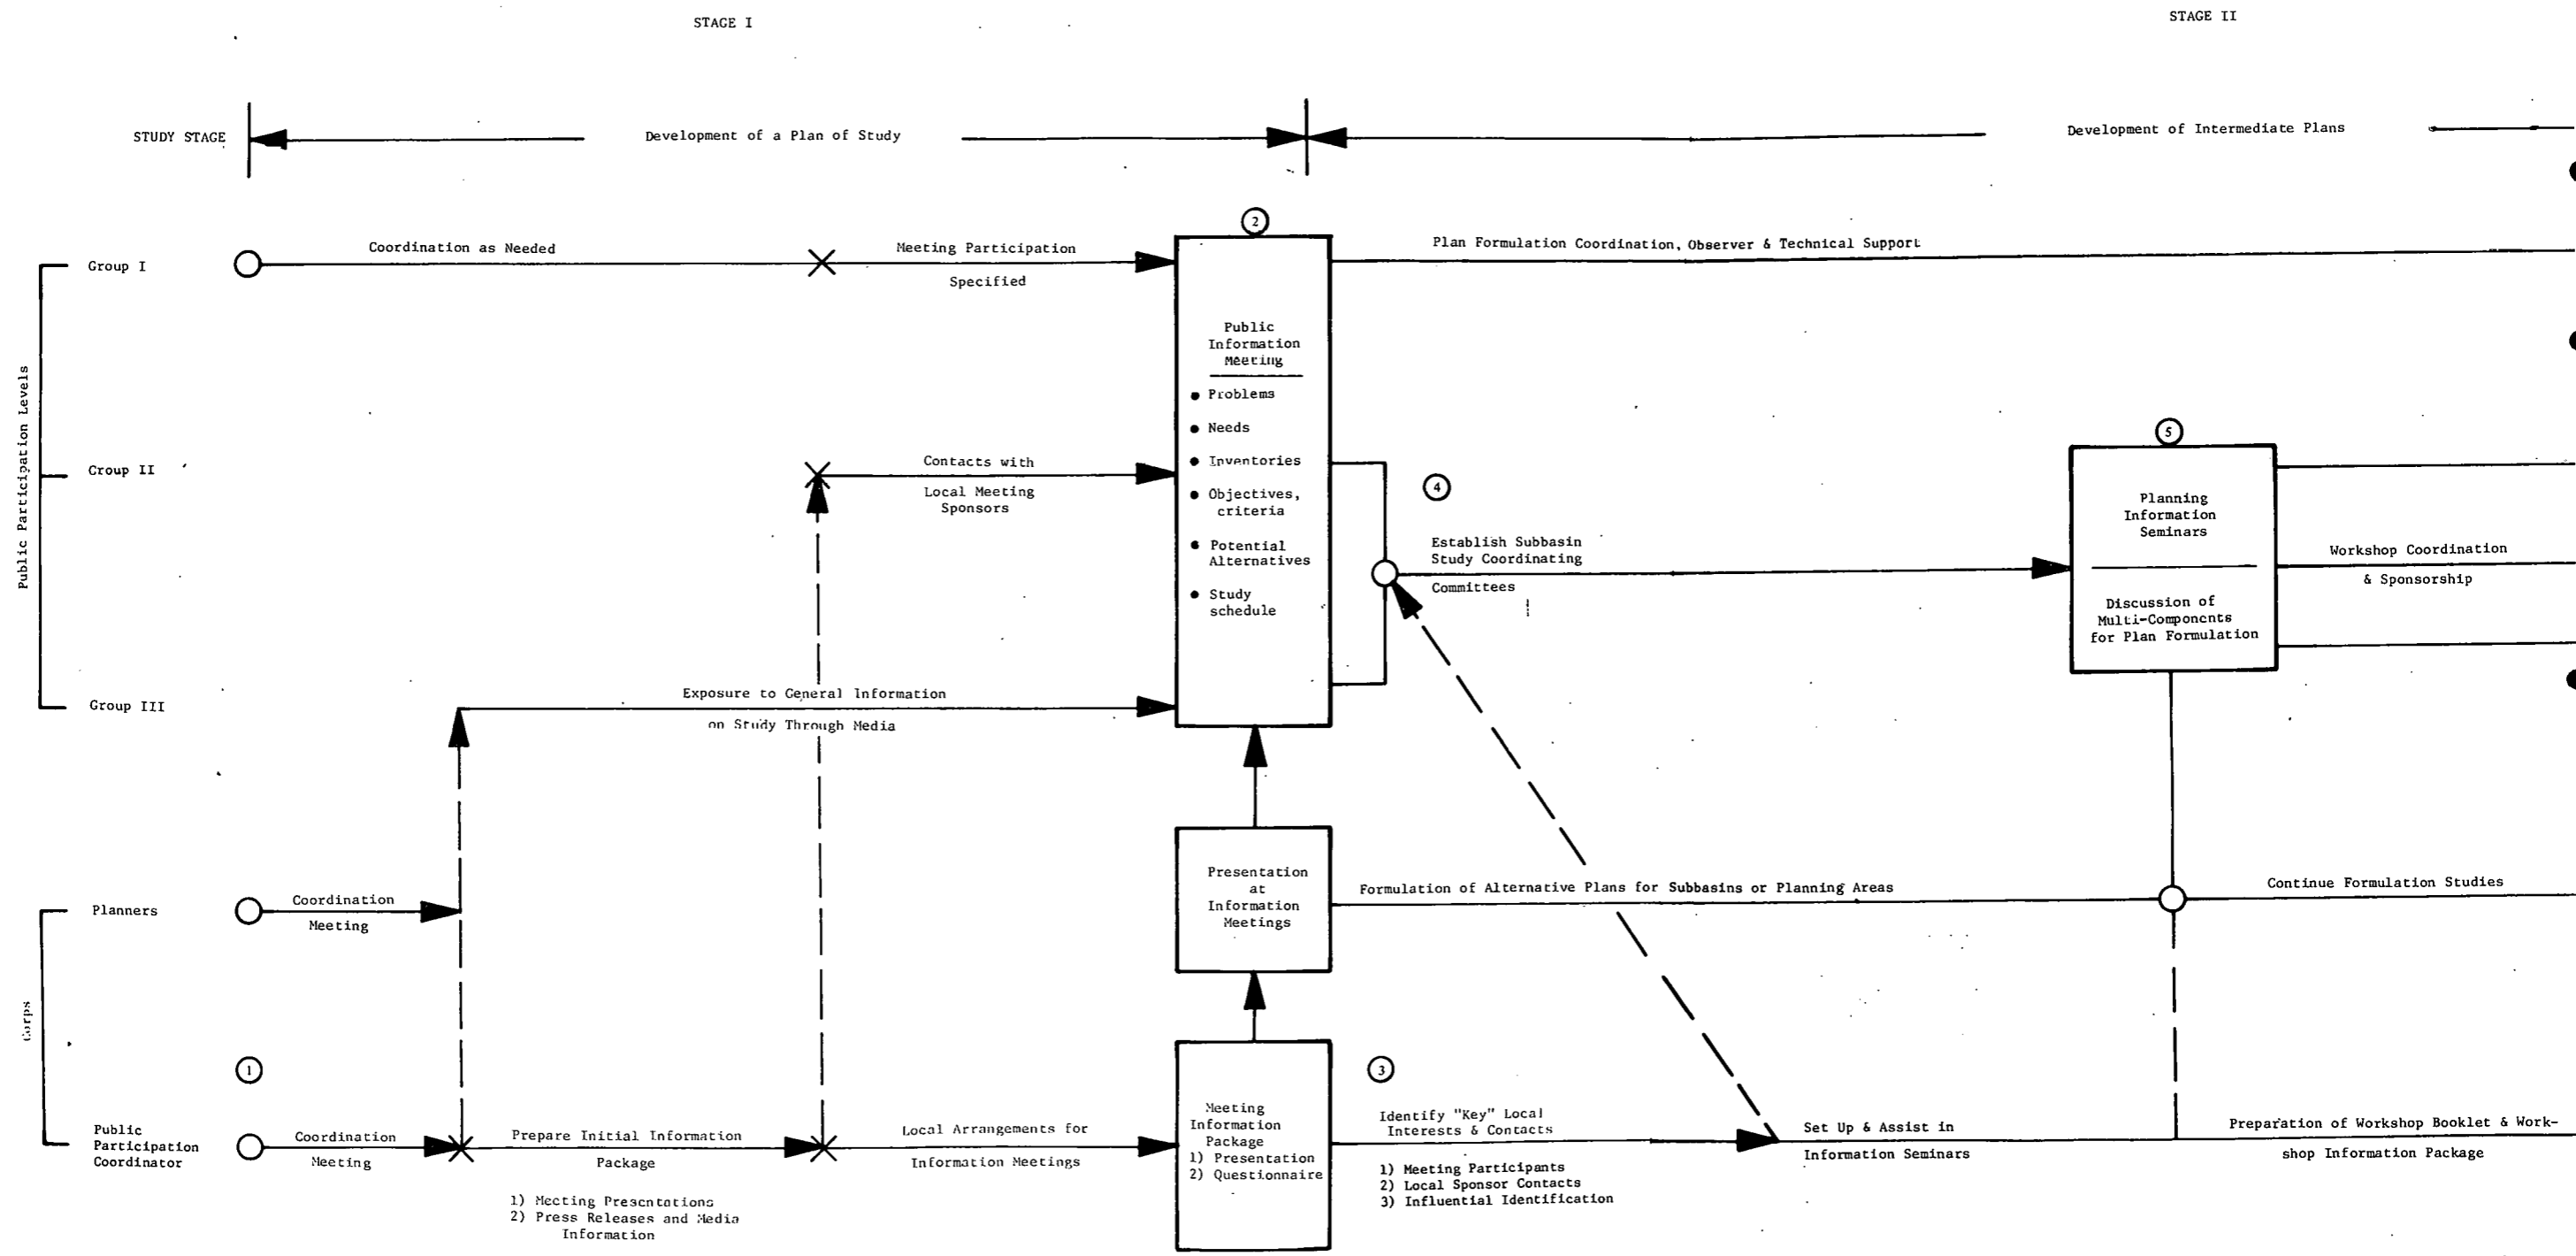 STAGE I
STAGE II
STUDY STAGE
Development of a Plan of Study
Development of Intermediate Plans
Public Participation Levels
Group I
Coordination as Needed
Meeting Participation
Specified
2
Plan Formulation Coordination, Observer & Technical Support
Public
Information
Meeting
• Problems
• Needs
• Inventories
• Objectives,
criteria
• Potential
Alternatives
• Study
schedule
Group II
Contacts with
Local Meeting
Sponsors
4
Establish Subbasin
Study Coordinating
Committees
5
Planning
Information
Seminars
Discussion of
Multi-Components
for Plan Formulation
Workshop Coordination
& Sponsorship
Group III
Exposure to General Information
on Study Through Media
Corps
Planners
Coordination
Meeting
Presentation
at
Information
Meetings
Formulation of Alternative Plans for Subbasins or Planning Areas
Continue Formulation Studies
1
Public
Participation
Coordinator
Coordination
Meeting
Prepare Initial Information
Package
1) Meeting Presentations
2) Press Releases and Media
Information
Local Arrangements for
Information Meetings
Meeting
Information
Package
1) Presentation
2) Questionnaire
3
Identify "Key" Local
Interests & Contacts
1) Meeting Participants
2) Local Sponsor Contacts
3) Influential Identification
Set Up & Assist in
Information Seminars
Preparation of Workshop Booklet & Work-
shop Information Package